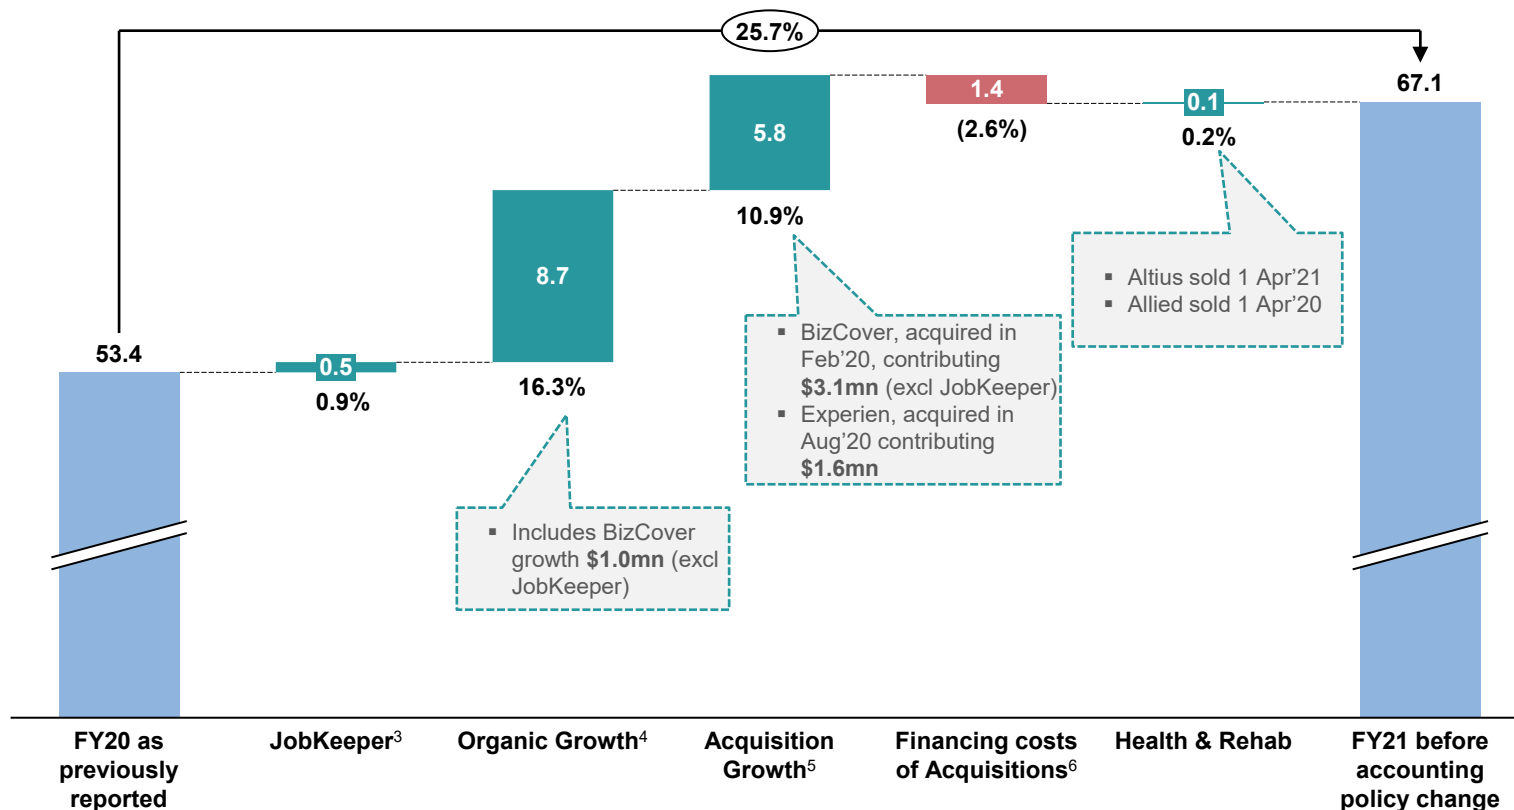 25.7%
67.1
1.4
(2.6%)
0.1
0.2%
5.8
10.9%
8.7
16.3%
53.4
0.5
0.9%
▪ Altius sold 1 Apr'21
▪ Allied sold 1 Apr'20
▪ BizCover, acquired in
Feb'20, contributing
$3.1mn (excl JobKeeper)
▪ Experien, acquired in
Aug'20 contributing
$1.6mn
▪ Includes BizCover
growth $1.0mn (excl
JobKeeper)
FY20 as
previously
reported
JobKeeper³
Organic Growth⁴
Acquisition
Growth⁵
Financing costs
of Acquisitions⁶
Health & Rehab
FY21 before
accounting
policy change